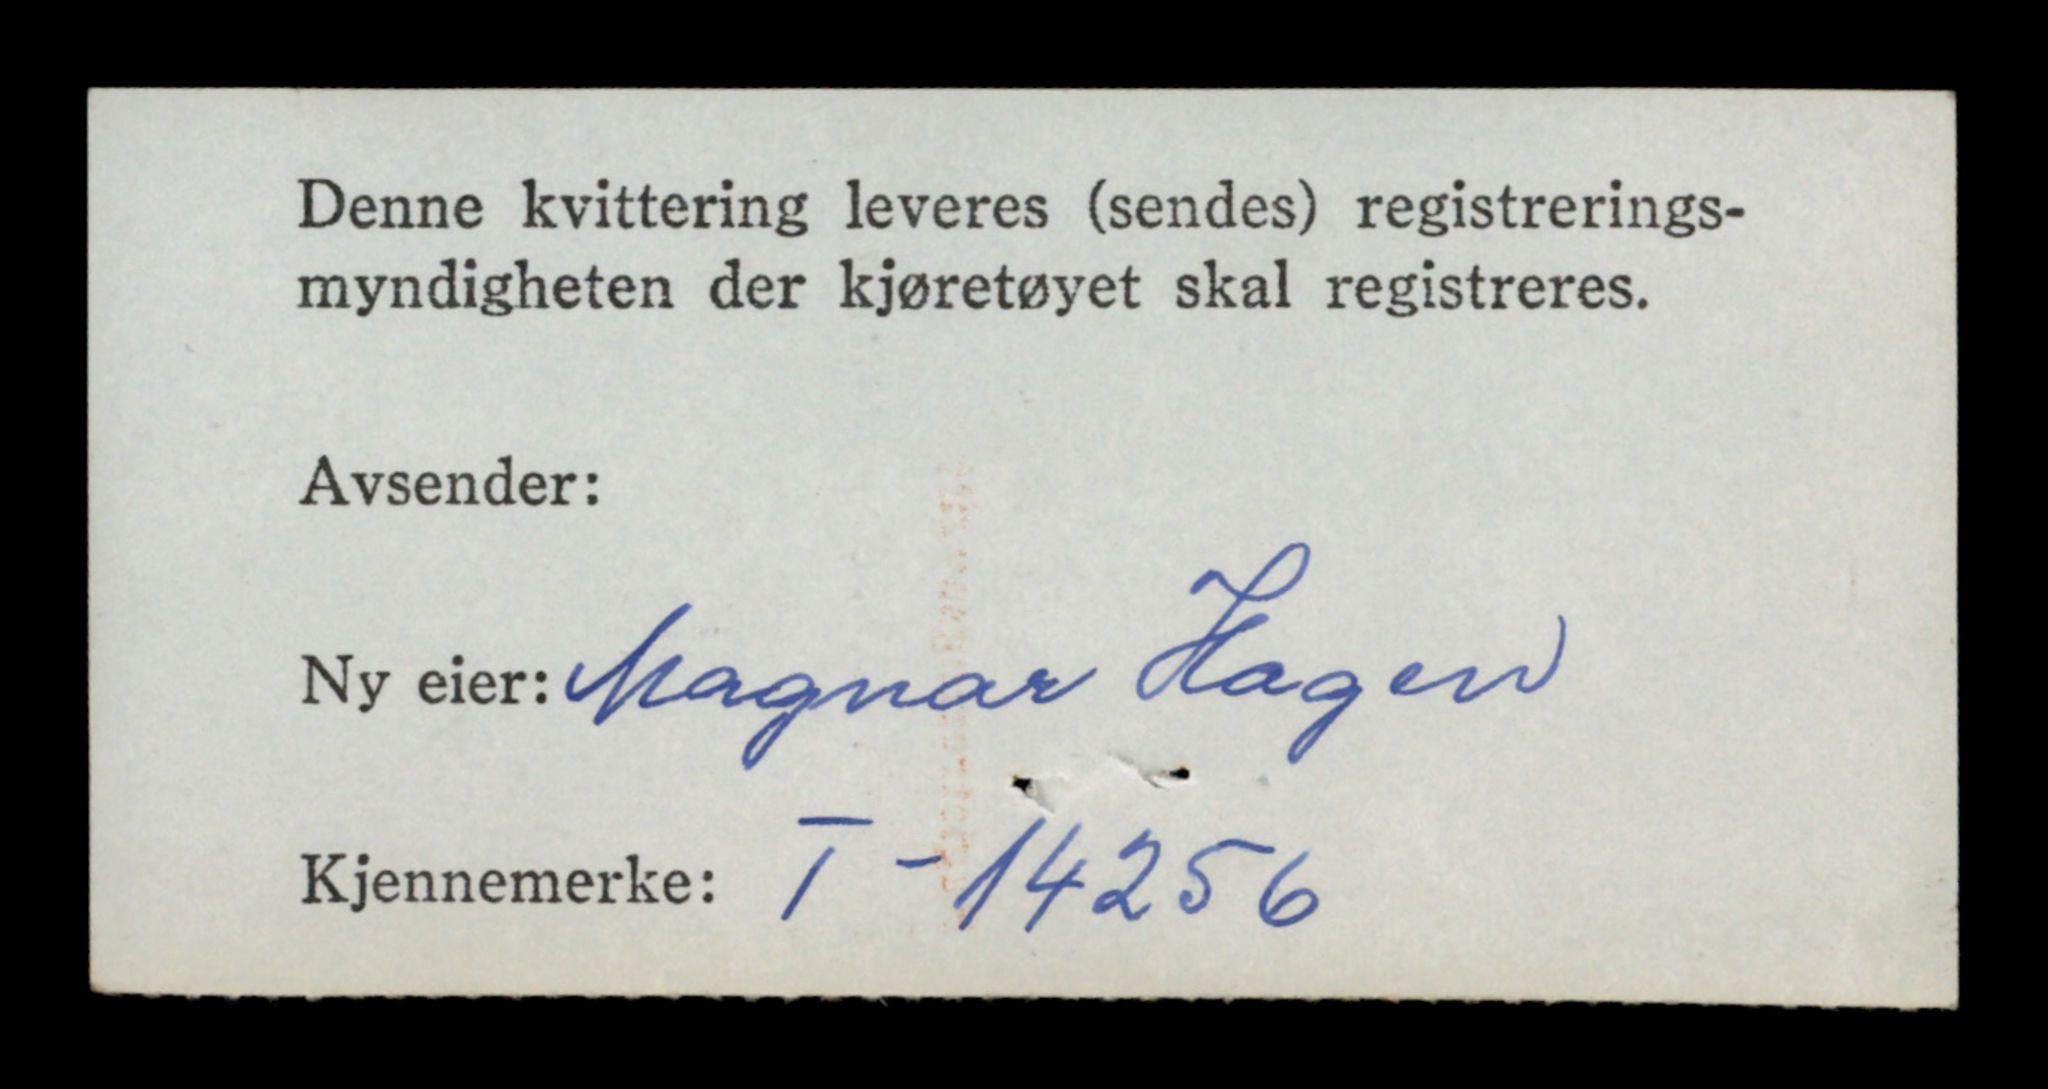 Denne kvittering leveres (sendes) registrerings-
myndigheten der kjøretøyet skal registreres.
Avsender:
Ny eier: Magnar Hagen
Kjennemerke: T-14256